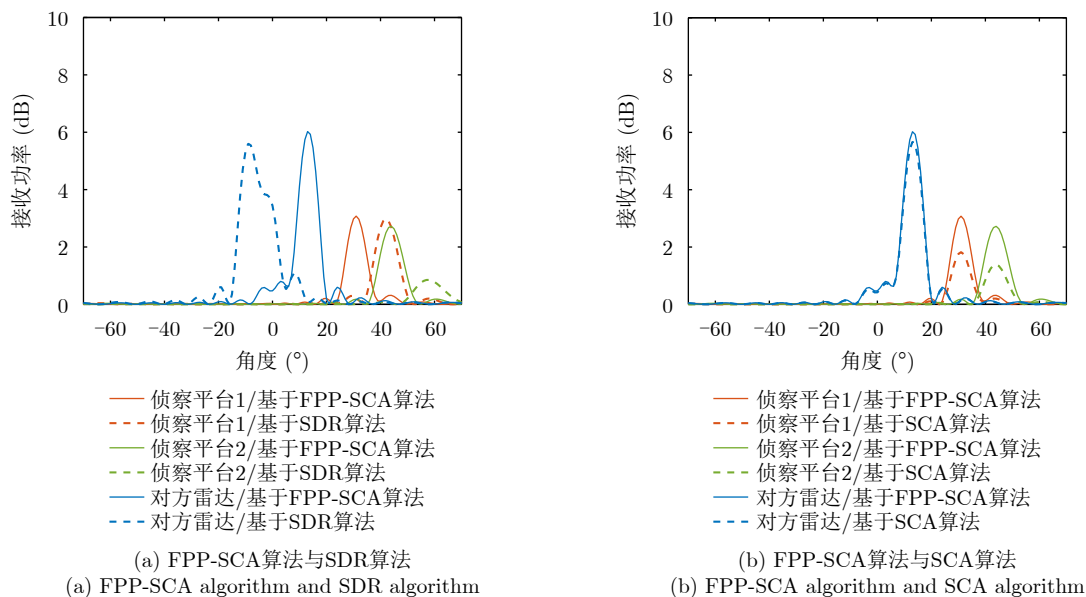 10
8
6
4
2
0
接收功率 (dB)
−60 −40 −20 0 20 40 60
角度 (°)
侦察平台1/基于FPP-SCA算法
侦察平台1/基于SDR算法
侦察平台2/基于FPP-SCA算法
侦察平台2/基于SDR算法
对方雷达/基于FPP-SCA算法
对方雷达/基于SDR算法
(a) FPP-SCA算法与SDR算法
(a) FPP-SCA algorithm and SDR algorithm
10
8
6
4
2
0
接收功率 (dB)
−60 −40 −20 0 20 40 60
角度 (°)
侦察平台1/基于FPP-SCA算法
侦察平台1/基于SCA算法
侦察平台2/基于FPP-SCA算法
侦察平台2/基于SCA算法
对方雷达/基于FPP-SCA算法
对方雷达/基于SCA算法
(b) FPP-SCA算法与SCA算法
(b) FPP-SCA algorithm and SCA algorithm